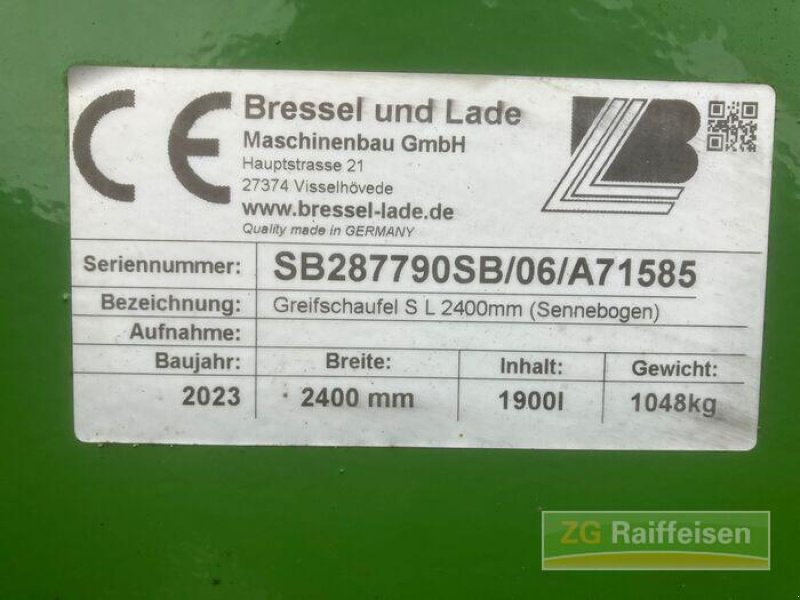 CE
Bressel und Lade
Maschinenbau GmbH
Hauptstrasse 21
27374 Visselhövede
www.bressel-lade.de
Quality made in GERMANY
LB
Seriennummer: SB287790SB/06/A71585
Bezeichnung: Greifschaufel S L 2400mm (Sennebogen)
Aufnahme:
Baujahr: Breite: Inhalt: Gewicht:
2023 2400 mm 1900l 1048kg
ZG Raiffeisen